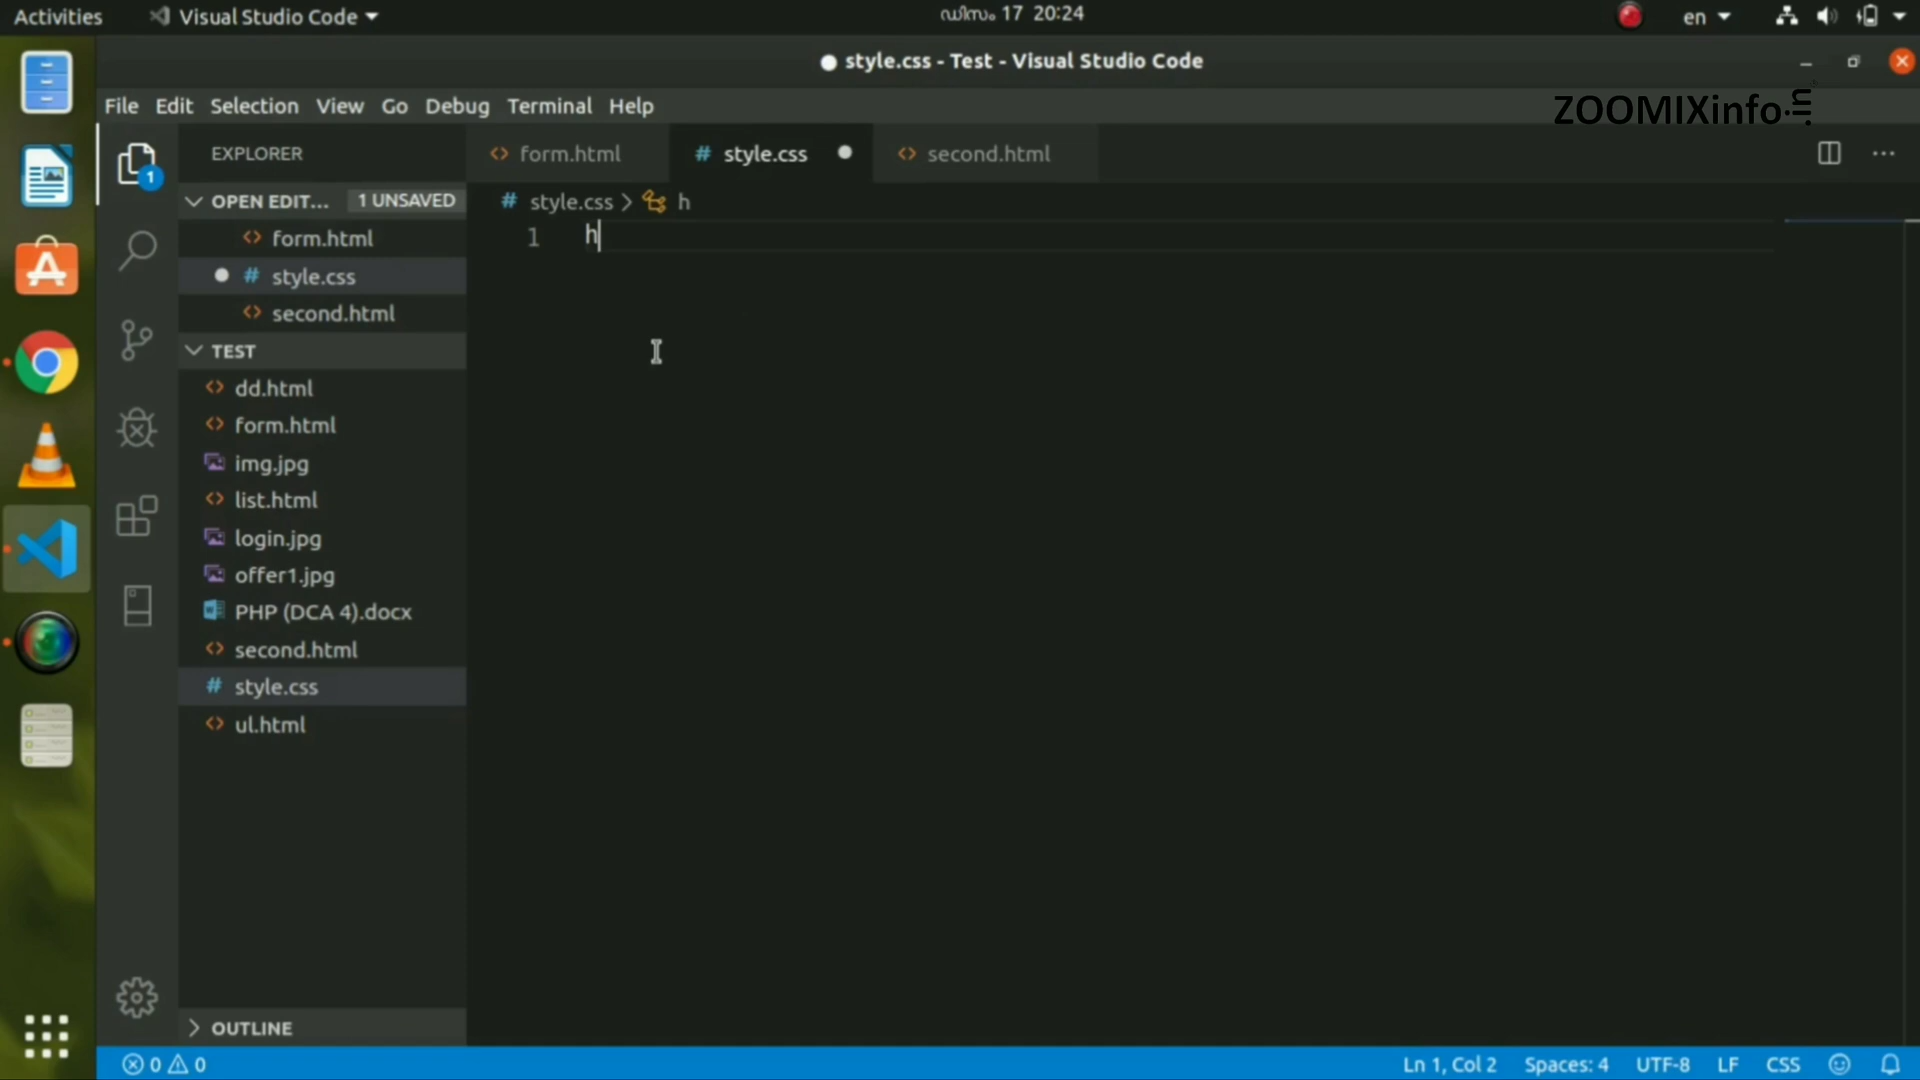 Activities
Visual Studio Code
ഡിസം 17 20:24
en
style.css - Test - Visual Studio Code
File Edit Selection View Go Debug Terminal Help
ZOOMIXinfo.in
EXPLORER
1
OPEN EDIT...
1 UNSAVED
form.html
style.css
second.html
TEST
dd.html
form.html
img.jpg
list.html
login.jpg
offer1.jpg
PHP (DCA 4).docx
second.html
style.css
ul.html
OUTLINE
form.html
style.css
second.html
style.css > h
1 h
0 0
Ln 1, Col 2
Spaces: 4
UTF-8
LF
CSS